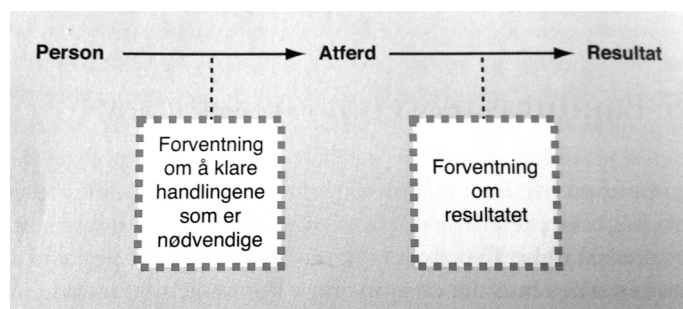 Person Atferd Resultat
Forventning
om å klare
handlingene
som er
nødvendige
Forventning
om
resultatet